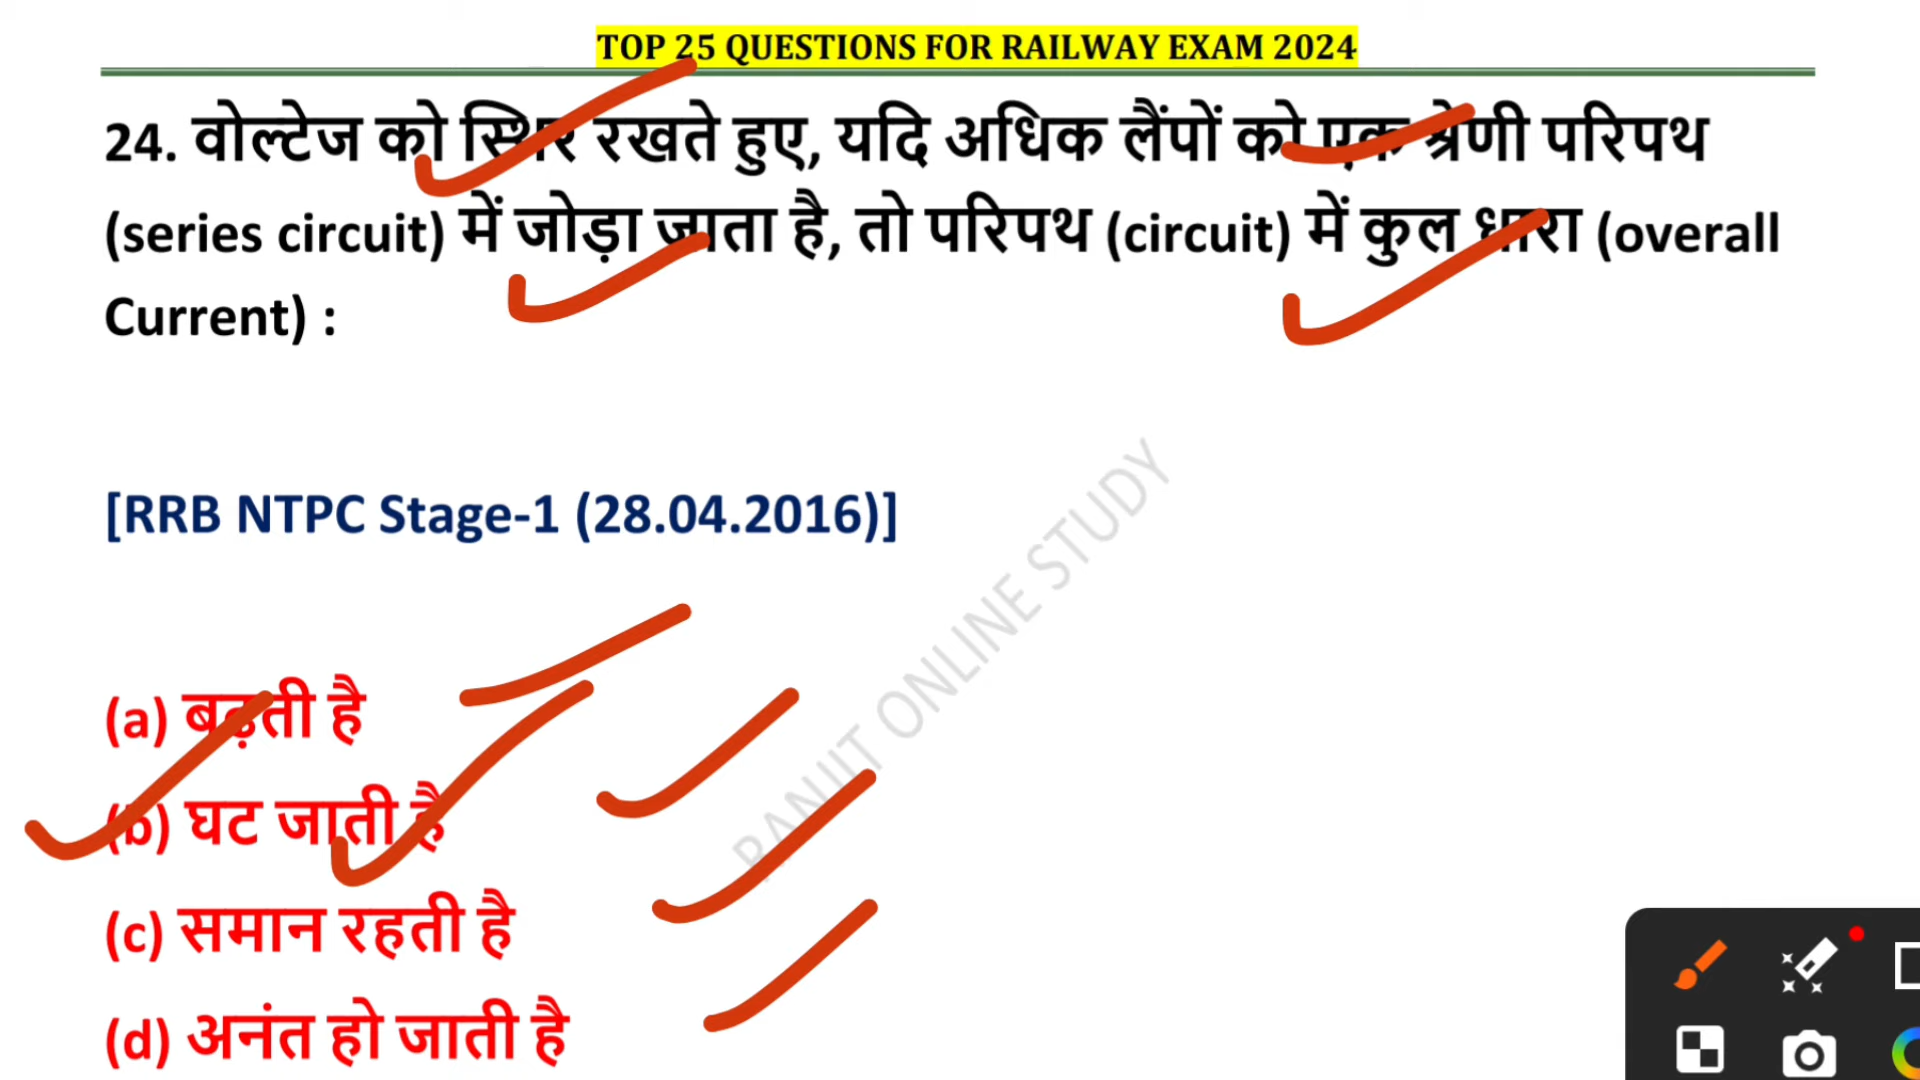 TOP 25 QUESTIONS FOR RAILWAY EXAM 2024
24. वोल्टेज को स्थिर रखते हुए, यदि अधिक लैंपों को एक श्रेणी परिपथ
(series circuit) में जोड़ा जाता है, तो परिपथ (circuit) में कुल धारा (overall
Current) :
[RRB NTPC Stage-1 (28.04.2016)]
RANJIT ONLINE STUDY
(a) बढ़ती है
(b) घट जाती है
(c) समान रहती है
(d) अनंत हो जाती है